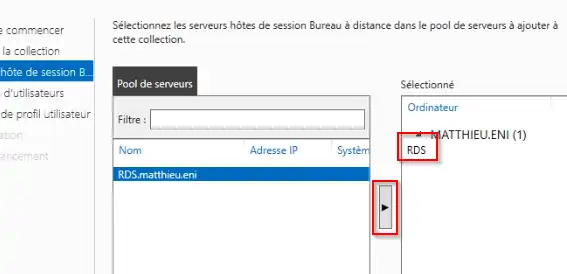 commencer
la collection
hôte de session B...
d'utilisateurs
de profil utilisateur
Sélectionnez les serveurs hôtes de session Bureau à distance dans le pool de serveurs à ajouter à
cette collection.
Pool de serveurs
Filtre :
Nom Adresse IP Systèm
RDS.matthieu.eni
Sélectionné
Ordinateur
MATTHIEU.ENI (1)
RDS